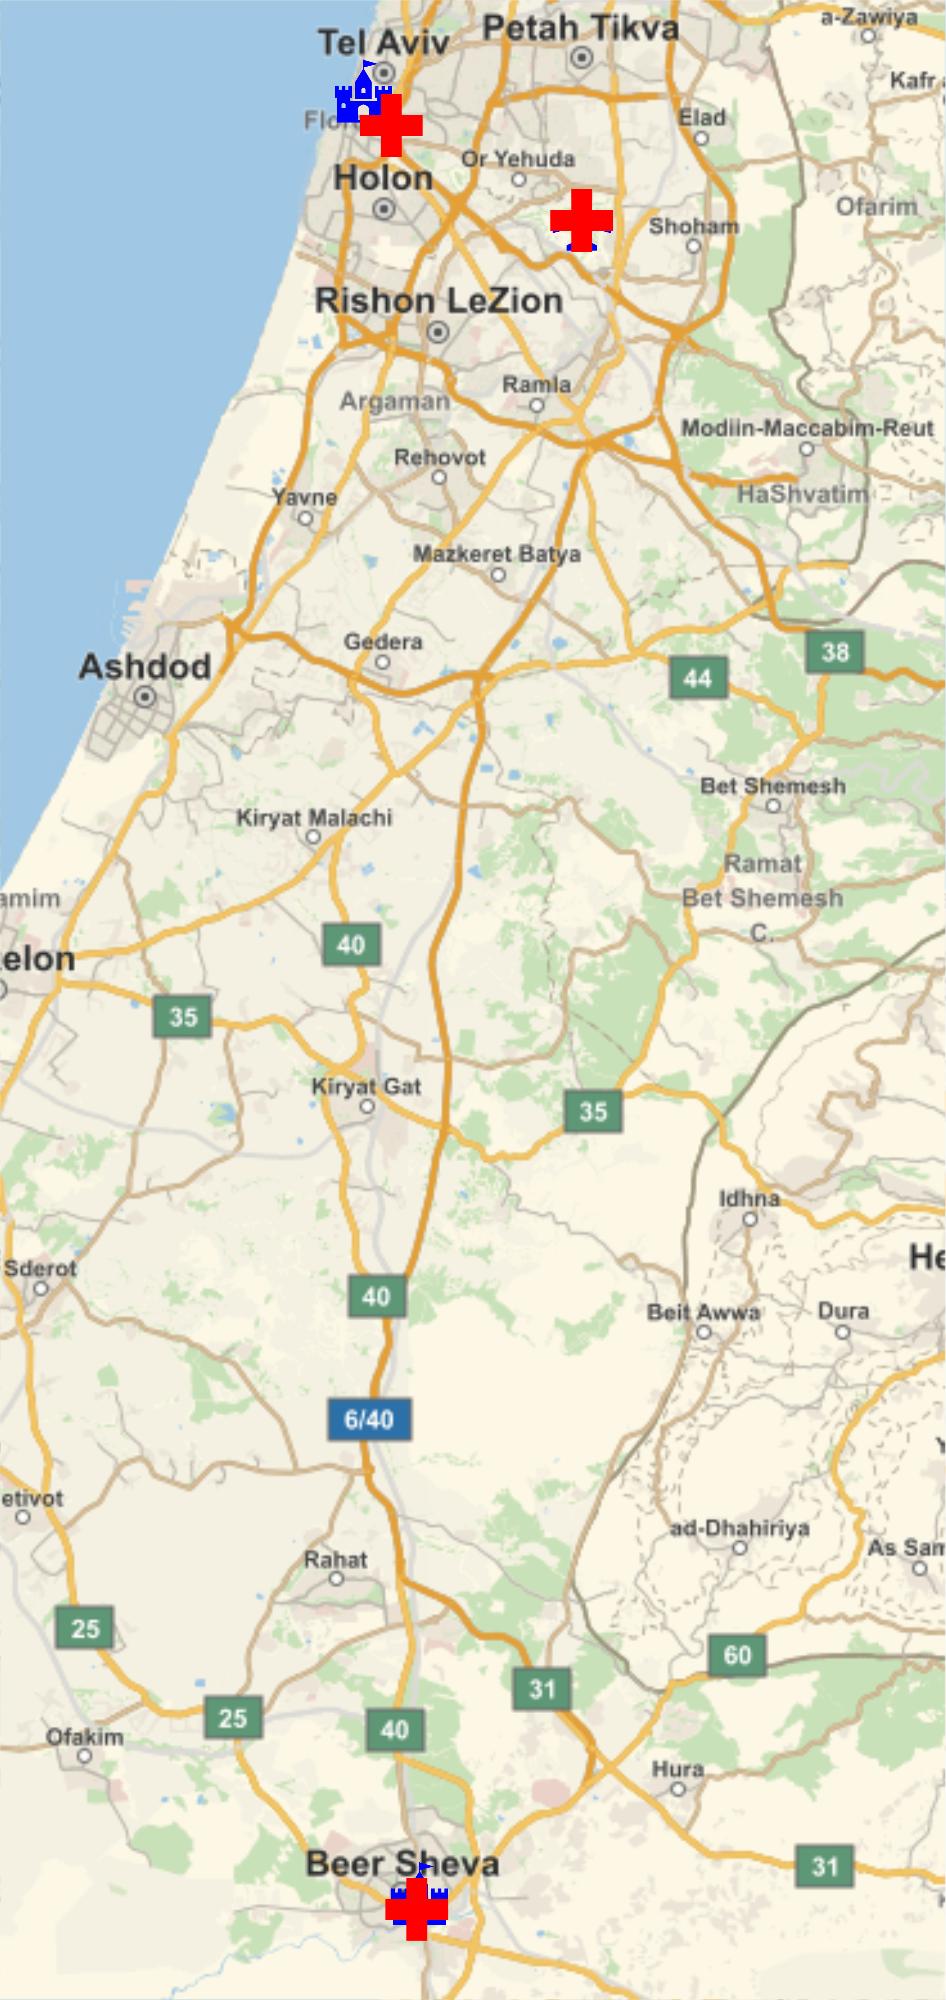 a-Zawiya
Petah Tikva
Tel Aviv
Kafr
Elad
Or Yehuda
Holon
Ofarim
Shoham
Rishon LeZion
Ramla
Argaman
Modiin-Maccabim-Reut
Rehovot
HaShvatim
Yavne
Mazkeret Batya
Gedera
38
Ashdod
44
Bet Shemesh
Kiryat Malachi
Ramat
Bet Shemesh
C.
amim
40
elon
35
Kiryat Gat
35
Idhna
He
Sderot
40
Beit Awwa
Dura
6/40
etivot
ad-Dhahiriya
As Sam
Rahat
25
60
31
25
40
Ofakim
Hura
Beer Sheva
31